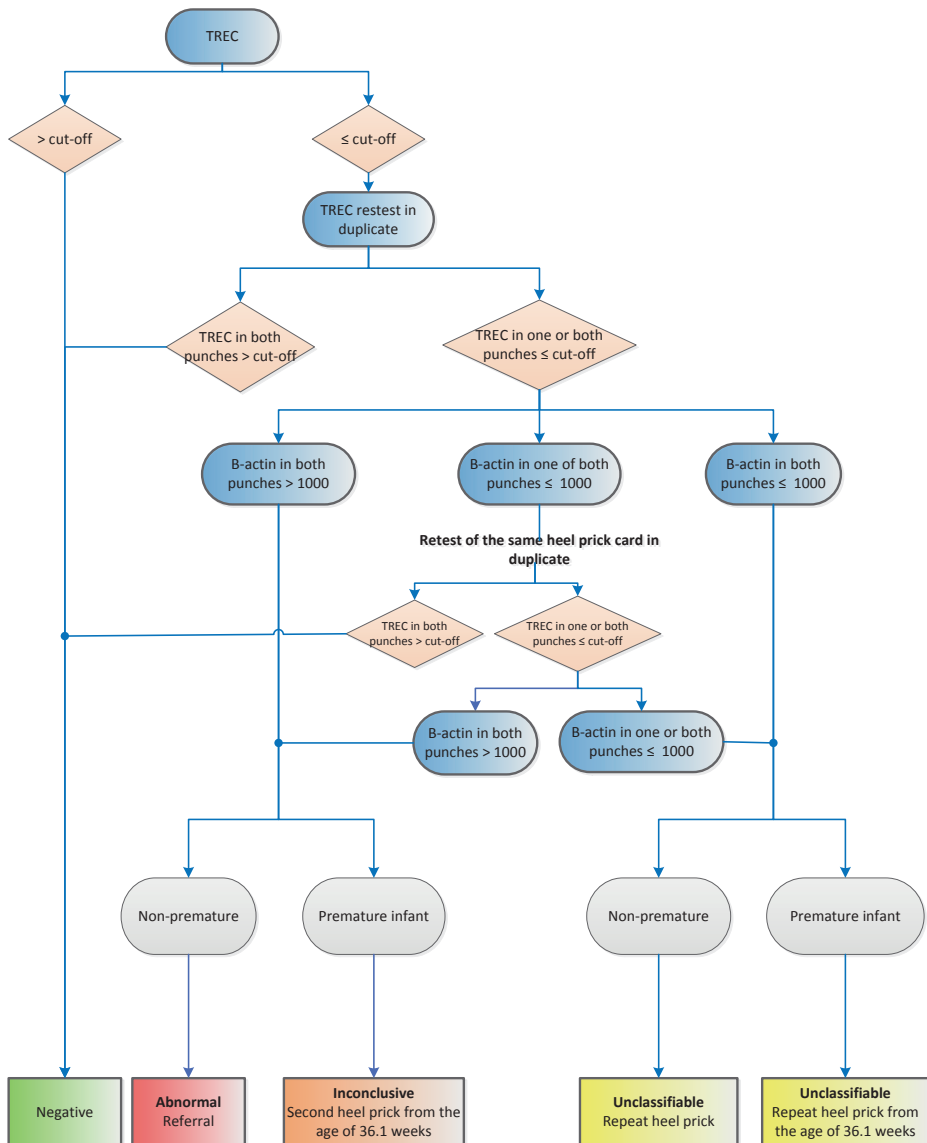 TREC
> cut-off
≤ cut-off
TREC restest in
duplicate
TREC in both
punches > cut-off
TREC in one or both
punches ≤ cut-off
B-actin in both
punches > 1000
B-actin in one of both
punches ≤ 1000
B-actin in both
punches ≤ 1000
Retest of the same heel prick card in
duplicate
TREC in both
punches > cut-off
TREC in one or both
punches ≤ cut-off
B-actin in both
punches > 1000
B-actin in one or both
punches ≤ 1000
Non-premature
Premature infant
Non-premature
Premature infant
Negative
Abnormal
Referral
Inconclusive
Second heel prick from the
age of 36.1 weeks
Unclassifiable
Repeat heel prick
Unclassifiable
Repeat heel prick from
the age of 36.1 weeks